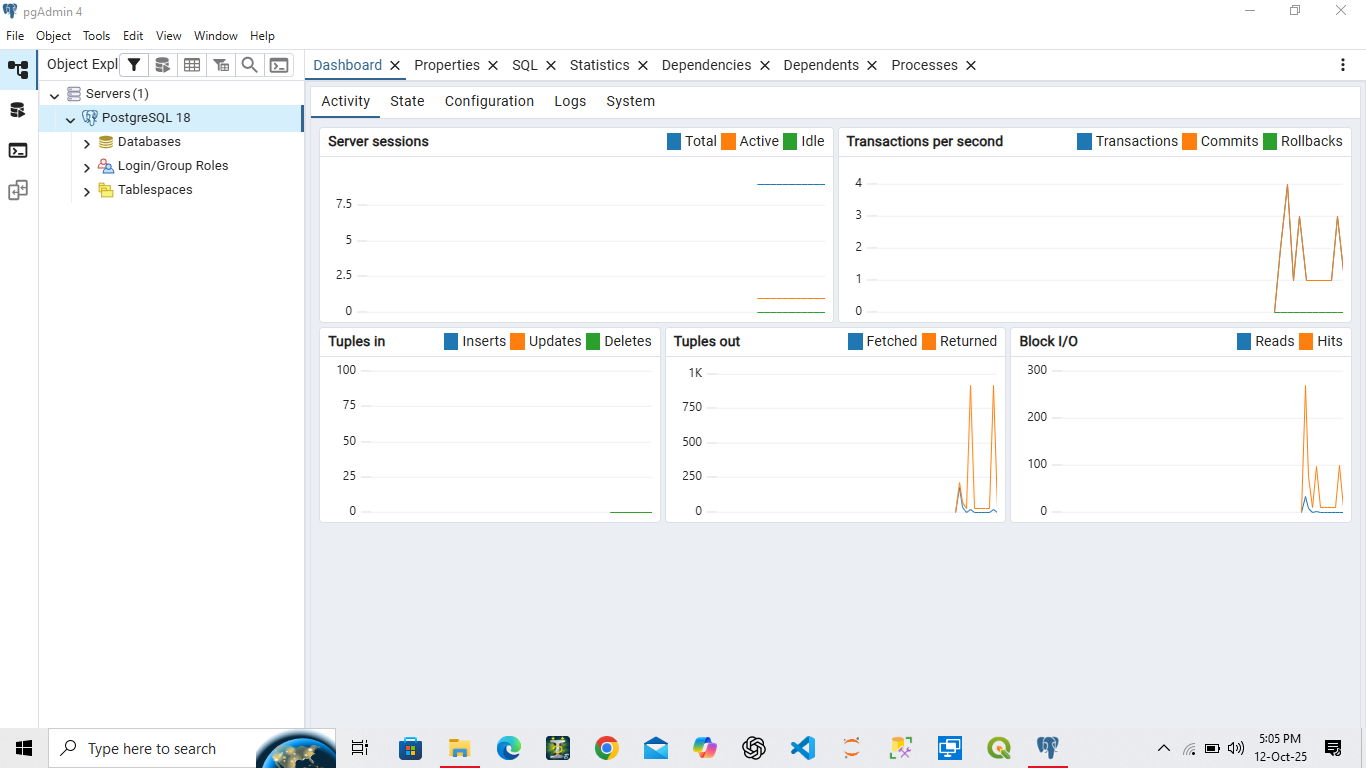 pgAdmin 4
File Object Tools Edit View Window Help
Object Expl
Dashboard Properties SQL Statistics Dependencies Dependents Processes
Servers (1)
PostgreSQL 18
Databases
Login/Group Roles
Tablespaces
Activity State Configuration Logs System
Server sessions Total Active Idle
7.5
5
2.5
0
Transactions per second Transactions Commits Rollbacks
4
3
2
1
0
Tuples in Inserts Updates Deletes
100
75
50
25
0
Tuples out Fetched Returned
1K
750
500
250
0
Block I/O Reads Hits
300
200
100
0
Type here to search
5:05 PM
12-Oct-25